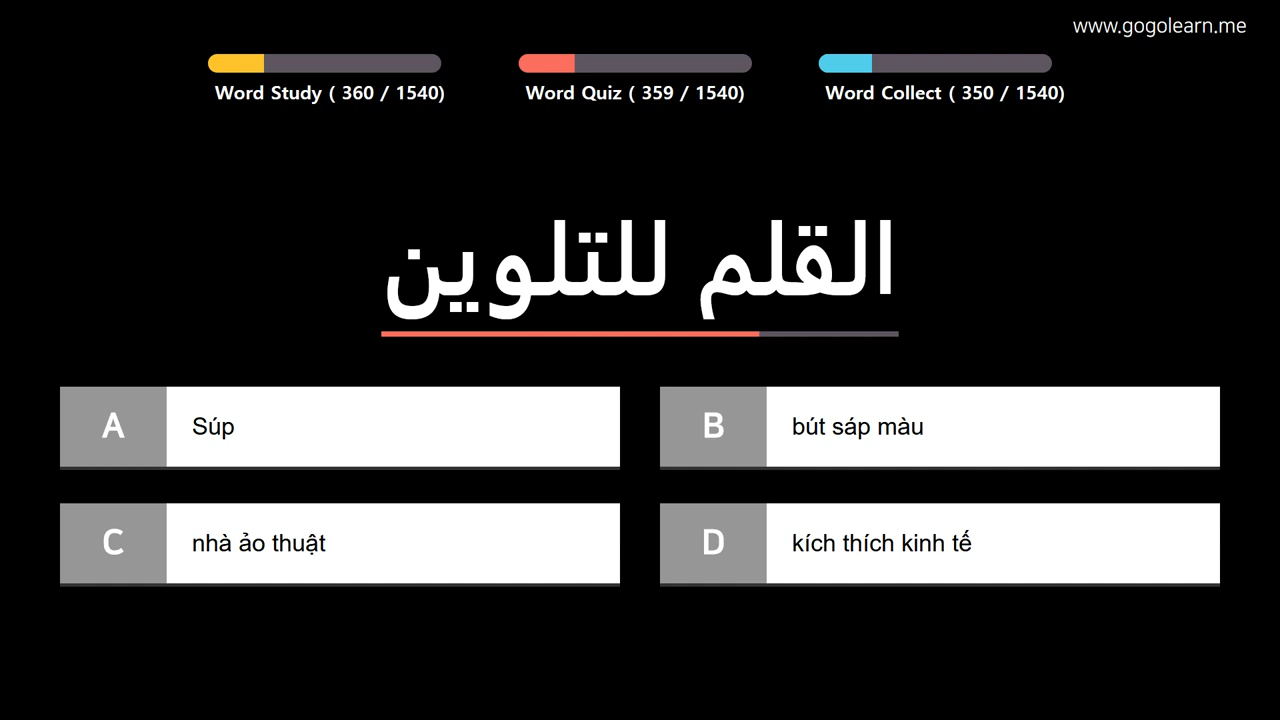 www.gogolearn.me
Word Study ( 360 / 1540)
Word Quiz ( 359 / 1540)
Word Collect ( 350 / 1540)
القلم للتلوين
A
Súp
B
bút sáp màu
C
nhà ảo thuật
D
kích thích kinh tế